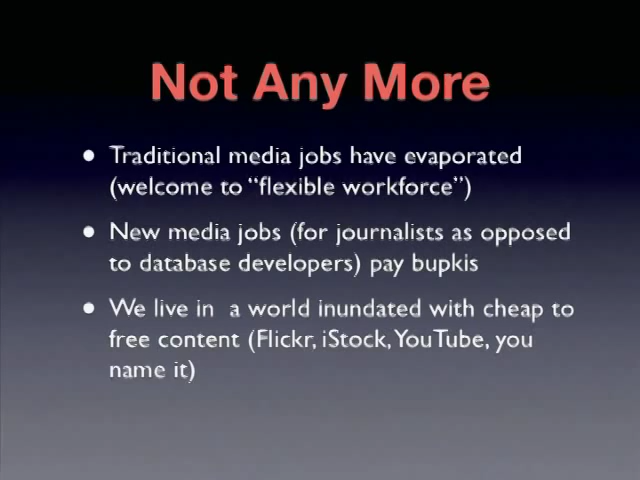 Not Any More
• Traditional media jobs have evaporated
(welcome to “flexible workforce”)
• New media jobs (for journalists as opposed
to database developers) pay bupkis
• We live in  a world inundated with cheap to
free content (Flickr, iStock, YouTube, you
name it)